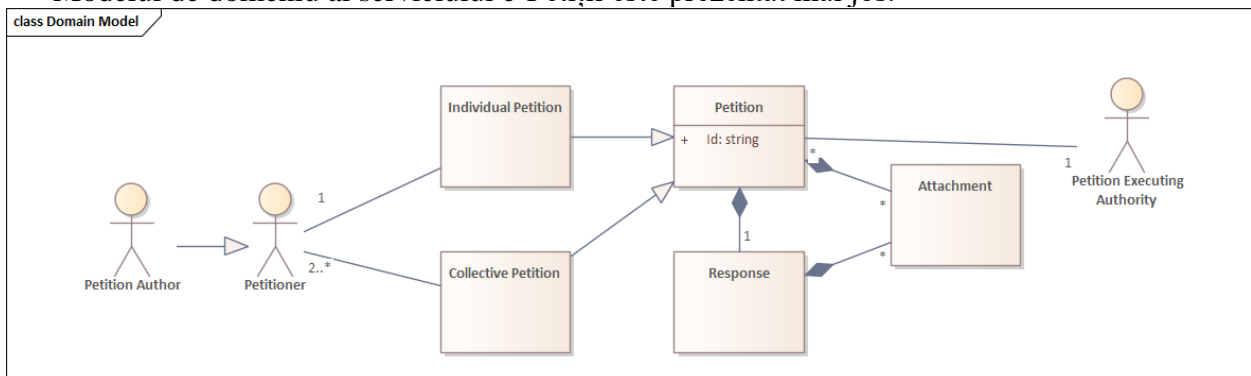 class Domain Model
Individual Petition
Petition
+ Id: string
*
1
Petition Executing
Authority
Attachment
*
*
1
1
2..*
Petition Author
Petitioner
Collective Petition
Response